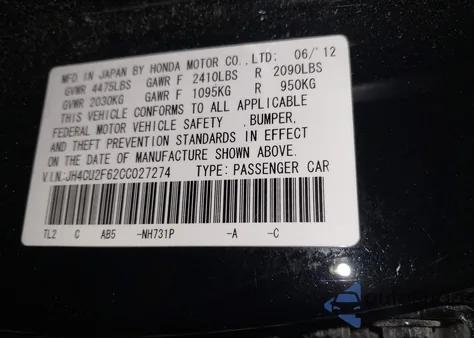 MFD IN JAPAN BY HONDA MOTOR CO.,LTD: 06/'12
GVWR 4475LBS GAWR F 2410LBS R 2090LBS
GVWR 2030KG GAWR F 1095KG R 950KG
THIS VEHICLE CONFORMS TO ALL APPLICABLE
FEDERAL MOTOR VEHICLE SAFETY ,BUMPER,
AND THEFT PREVENTION STANDARDS IN EFFECT
ON THE DATE OF MANUFACTURE SHOWN ABOVE.
V.I.N.:JH4CU2F62CC027274 TYPE:PASSENGER CAR
TL2 C AB5 -NH731P -A -C